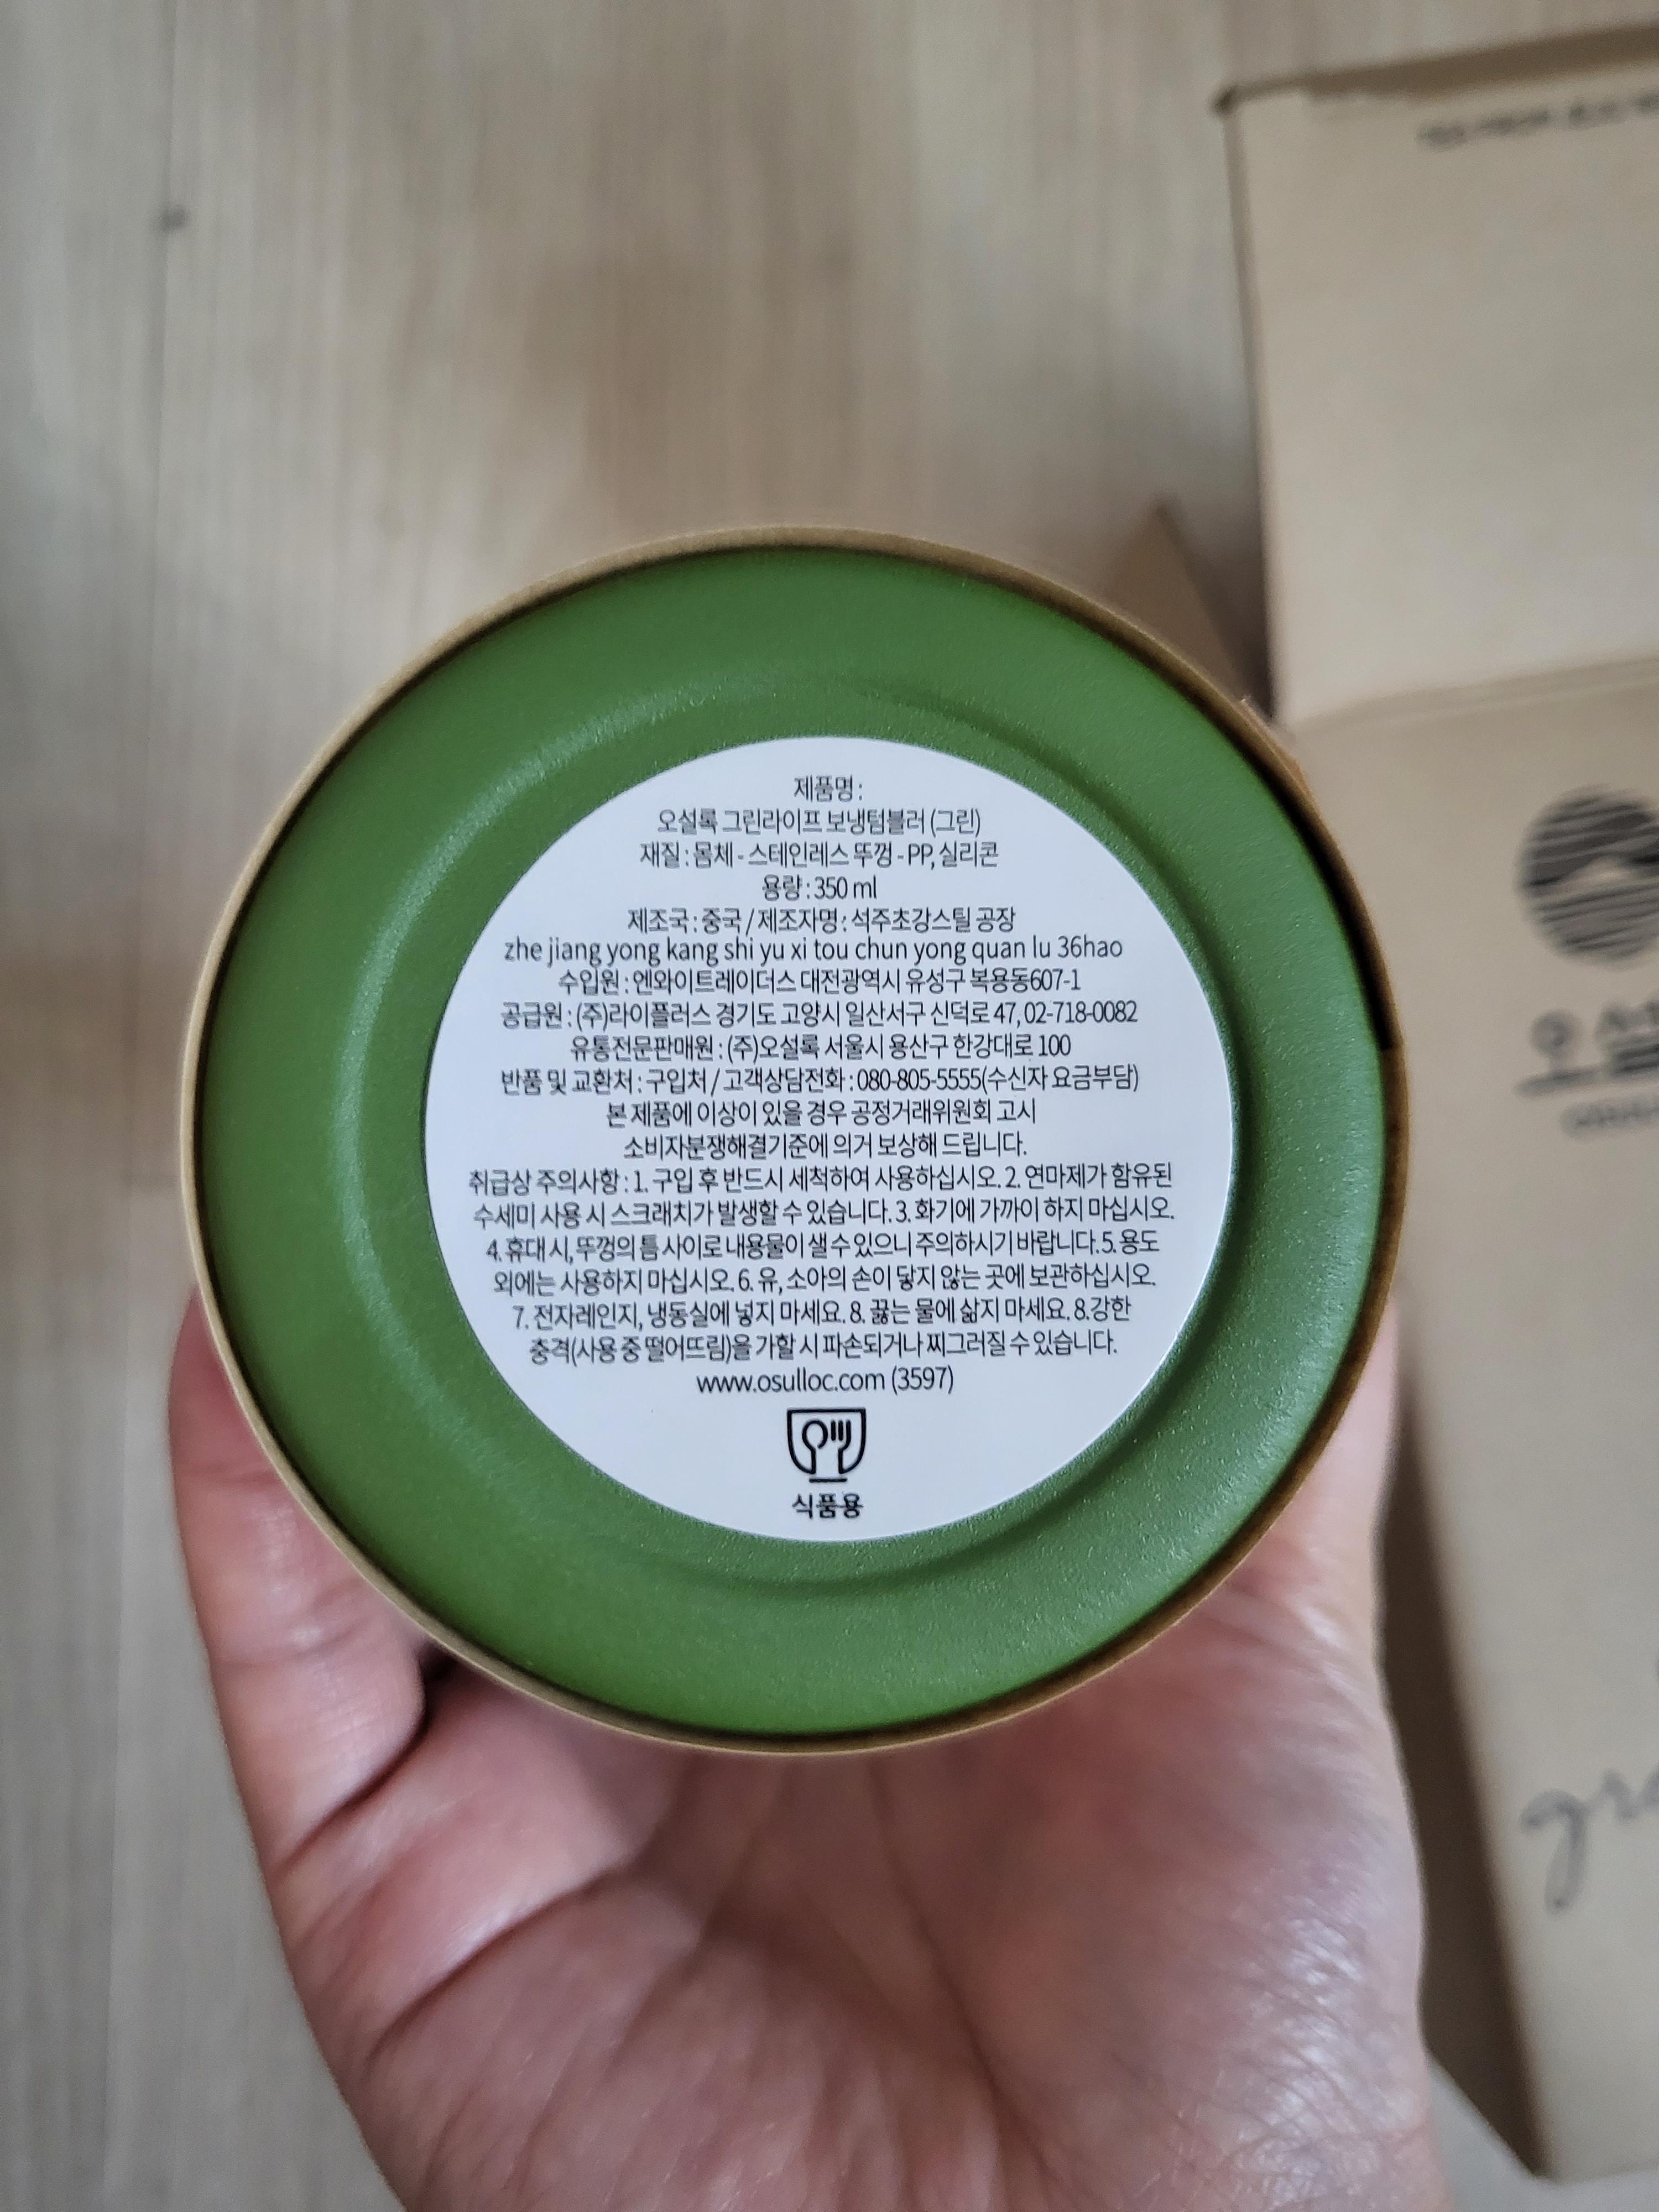 제품명 :
오설록 그린라이프 보냉텀블러 (그린)
재질 : 몸체 - 스테인레스 뚜껑 - PP, 실리콘
용량 : 350 ml
제조국 : 중국 / 제조자명 : 석주초강스틸 공장
zhe jiang yong kang shi yu xi tou chun yong quan lu 36hao
수입원 : 엔와이트레이더스 대전광역시 유성구 복용동607-1
공급원 : (주)라이플러스 경기도 고양시 일산서구 신덕로 47, 02-718-0082
유통전문판매원 : (주)오설록 서울시 용산구 한강대로 100
반품 및 교환처 : 구입처 / 고객상담전화 : 080-805-5555(수신자 요금부담)
본 제품에 이상이 있을 경우 공정거래위원회 고시
소비자분쟁해결기준에 의거 보상해 드립니다.
취급상 주의사항 : 1. 구입 후 반드시 세척하여 사용하십시오. 2. 연마제가 함유된
수세미 사용 시 스크래치가 발생할 수 있습니다. 3. 화기에 가까이 하지 마십시오.
4. 휴대 시, 뚜껑의 틈 사이로 내용물이 샐 수 있으니 주의하시기 바랍니다. 5. 용도
외에는 사용하지 마십시오. 6. 유, 소아의 손이 닿지 않는 곳에 보관하십시오.
7. 전자레인지, 냉동실에 넣지 마세요. 8. 끓는 물에 삶지 마세요. 8.강한
충격(사용 중 떨어뜨림)을 가할 시 파손되거나 찌그러질 수 있습니다.
www.osulloc.com (3597)
식품용